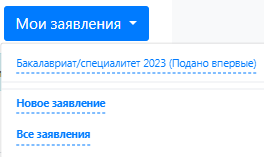 Мои заявления
Бакалавриат/специалитет 2023 (Подано впервые)
Новое заявление
Все заявления